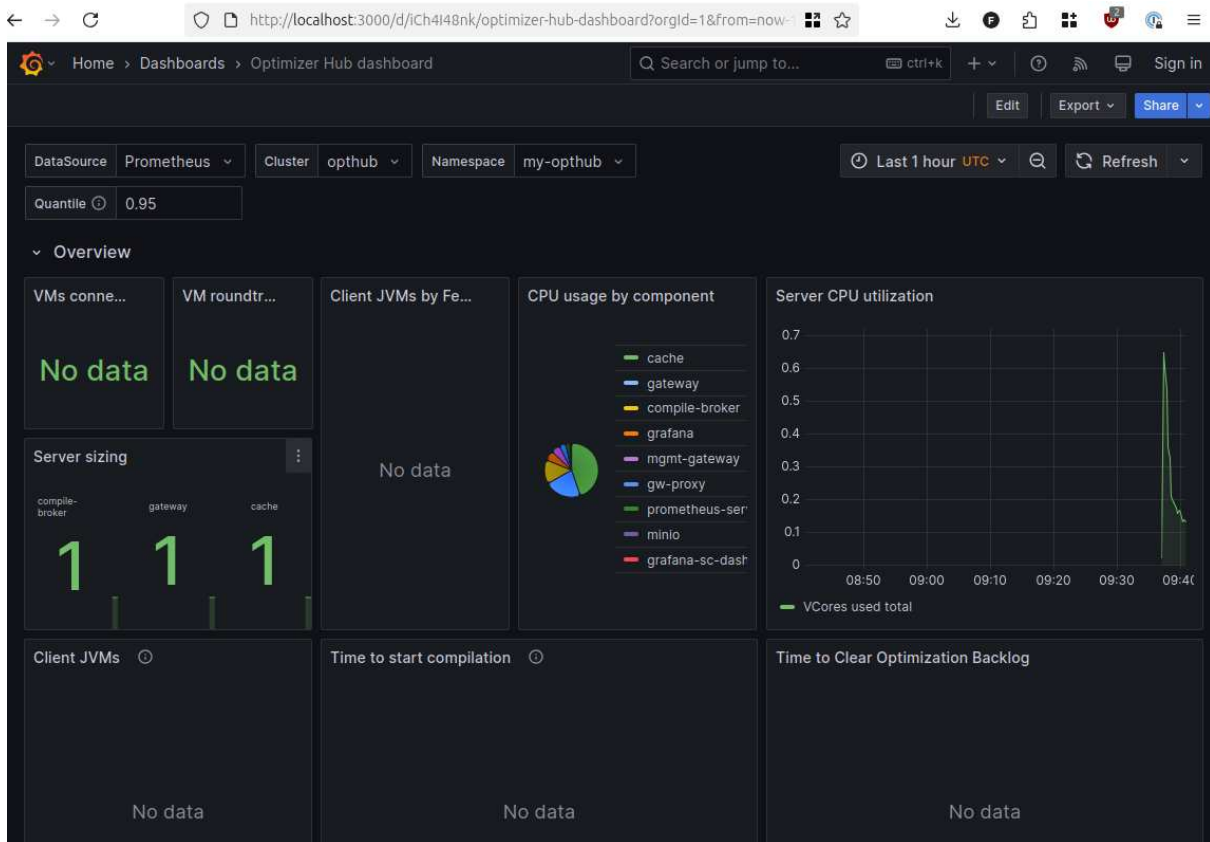 http://localhost:3000/d/iCh4I48nk/optimizer-hub-dashboard?orgId=1&from=now-
2
Home › Dashboards › Optimizer Hub dashboard
Search or jump to...
ctrl+k
Sign in
Edit
Export
Share
DataSource Prometheus
Cluster opthub
Namespace my-opthub
Last 1 hour UTC
Refresh
Quantile 0.95
Overview
VMs conne...
No data
VM roundtr...
No data
Client JVMs by Fe...
No data
CPU usage by component
cache
gateway
compile-broker
grafana
mgmt-gateway
gw-proxy
prometheus-ser
minio
grafana-sc-dash
Server CPU utilization
0.7
0.6
0.5
0.4
0.3
0.2
0.1
0
08:50 09:00 09:10 09:20 09:30 09:40
VCores used total
Server sizing
compile-
broker
gateway
cache
1 1 1
Client JVMs
No data
Time to start compilation
No data
Time to Clear Optimization Backlog
No data